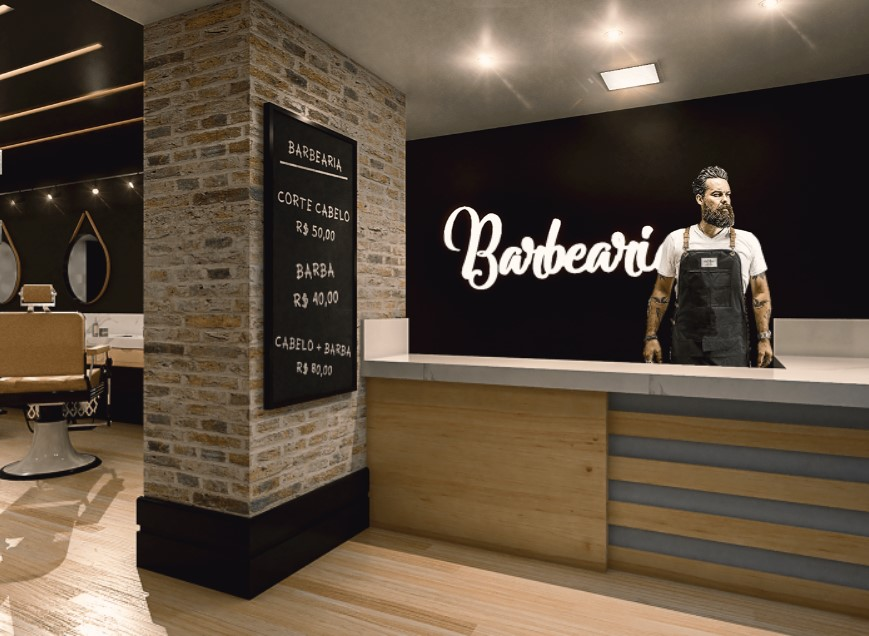 BARBEARIA
CORTE CABELO
R$ 50,00
BARBA
R$ 40,00
CABELO + BARBA
R$ 80,00
Barbearia